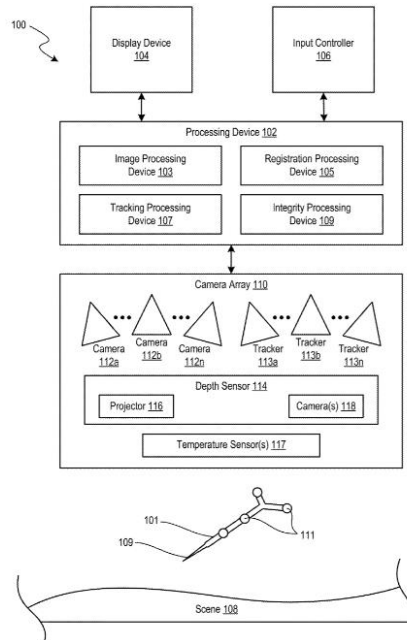 100
Display Device
104
Input Controller
106
Processing Device 102
Image Processing
Device 103
Registration Processing
Device 105
Tracking Processing
Device 107
Integrity Processing
Device 109
Camera Array 110
Camera
112a
Camera
112b
Camera
112n
Tracker
113a
Tracker
113b
Tracker
113n
Depth Sensor 114
Projector 116
Camera(s) 118
Temperature Sensor(s) 117
101
109
111
Scene 108